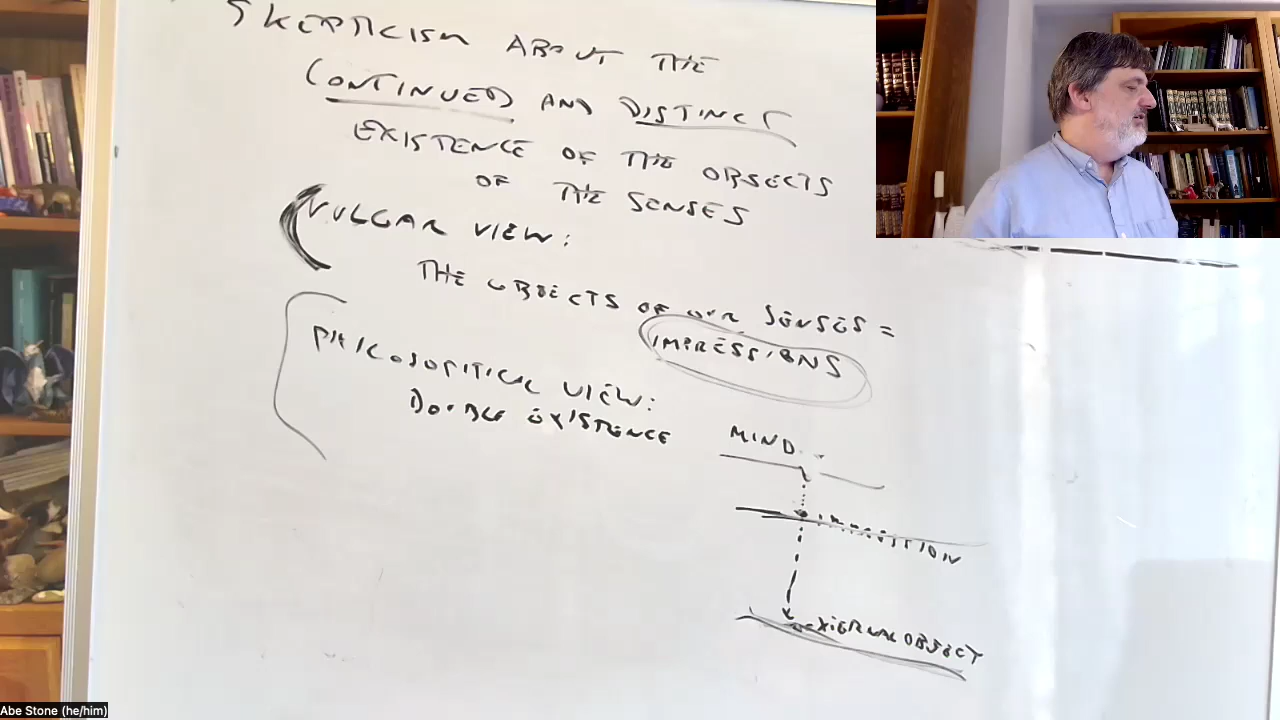 SKEPTICISM ABOUT THE
CONTINUED AND DISTINCT
EXISTENCE OF THE OBJECTS
OF THE SENSES
VULGAR VIEW:
THE OBJECTS OF OUR SENSES =
IMPRESSIONS
PHILOSOPHICAL VIEW:
DOUBLE EXISTENCE
MIND
EXTERNAL OBJECT
Abe Stone (he/him)